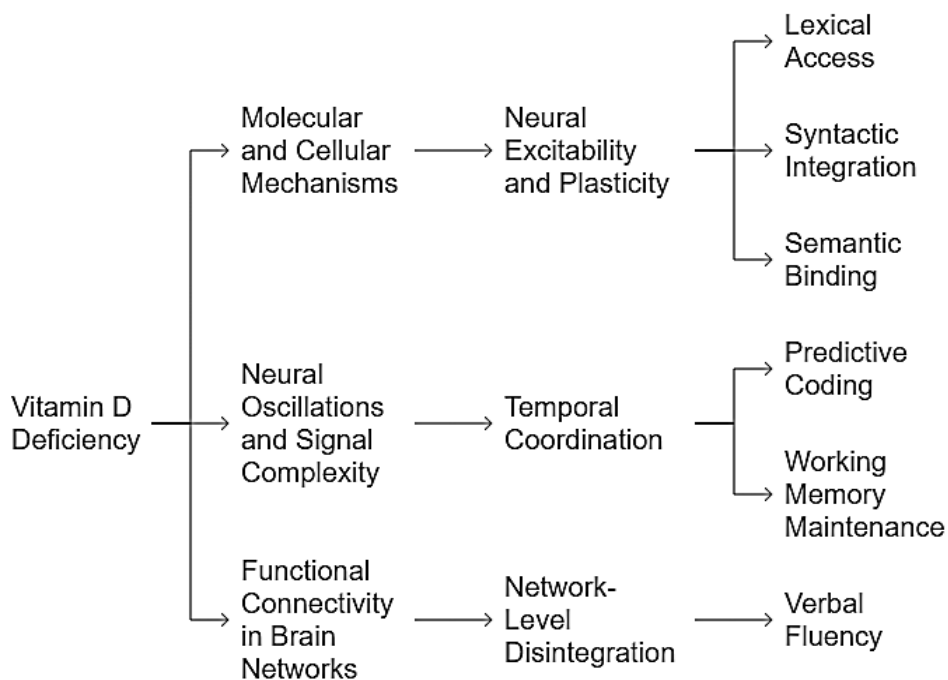 Vitamin D
Deficiency
Molecular
and Cellular
Mechanisms
Neural
Excitability
and Plasticity
Lexical
Access
Syntactic
Integration
Semantic
Binding
Neural
Oscillations
and Signal
Complexity
Temporal
Coordination
Predictive
Coding
Working
Memory
Maintenance
Functional
Connectivity
in Brain
Networks
Network-
Level
Disintegration
Verbal
Fluency